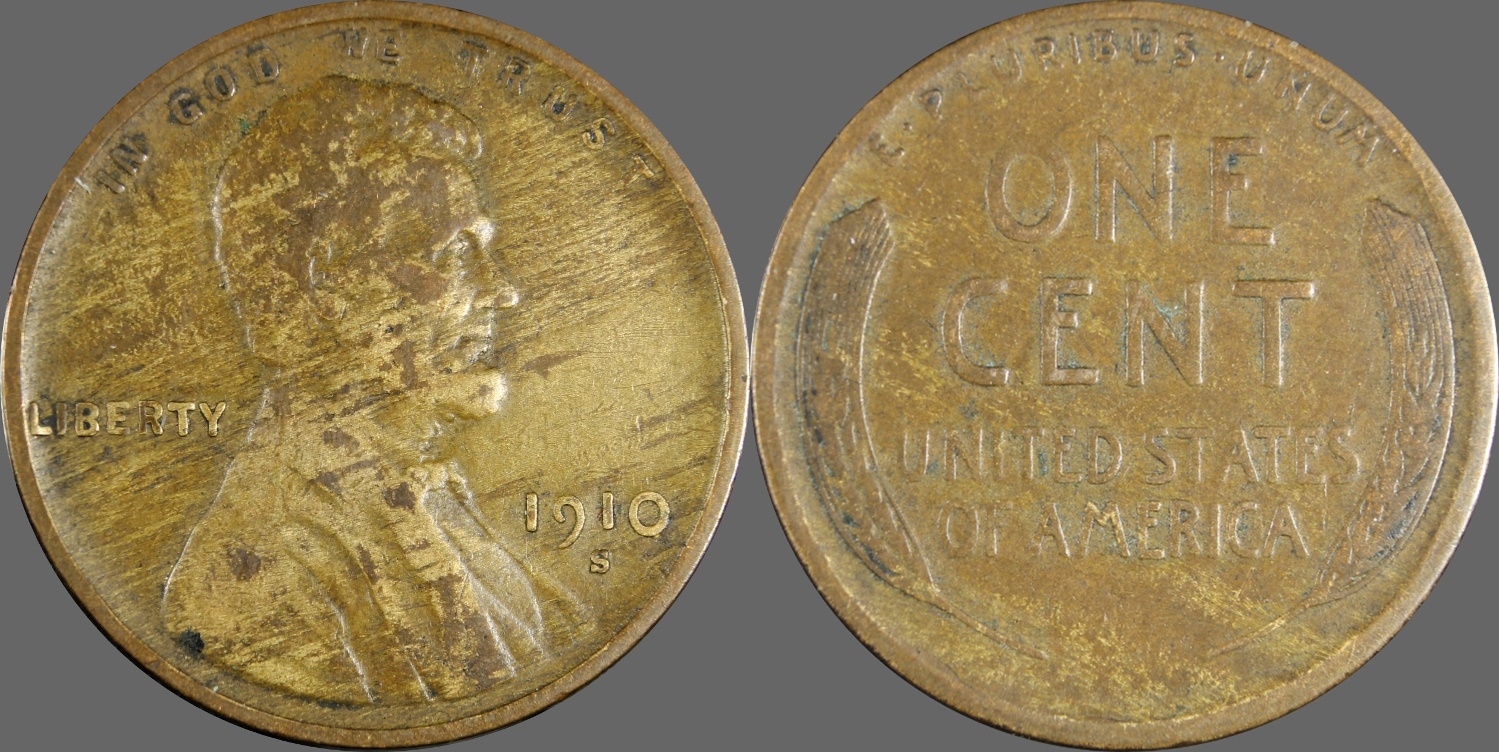 IN GOD WE TRUST
LIBERTY
1910
S
E·PLURIBUS·UNUM
ONE
CENT
UNITED STATES
OF AMERICA